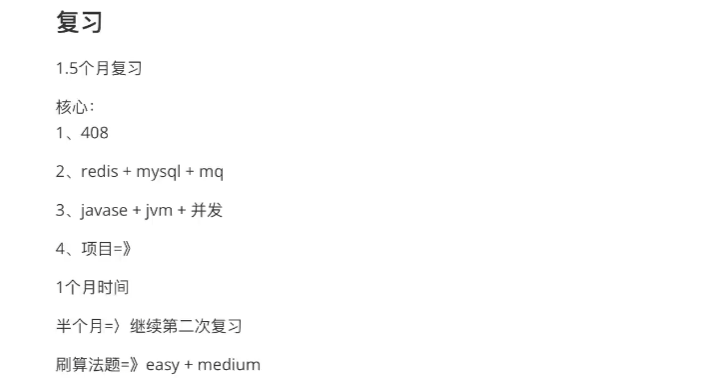 复习
1.5个月复习
核心：
1、408
2、redis + mysql + mq
3、javase + jvm + 并发
4、项目=》
1个月时间
半个月=〉继续第二次复习
刷算法题=》easy + medium